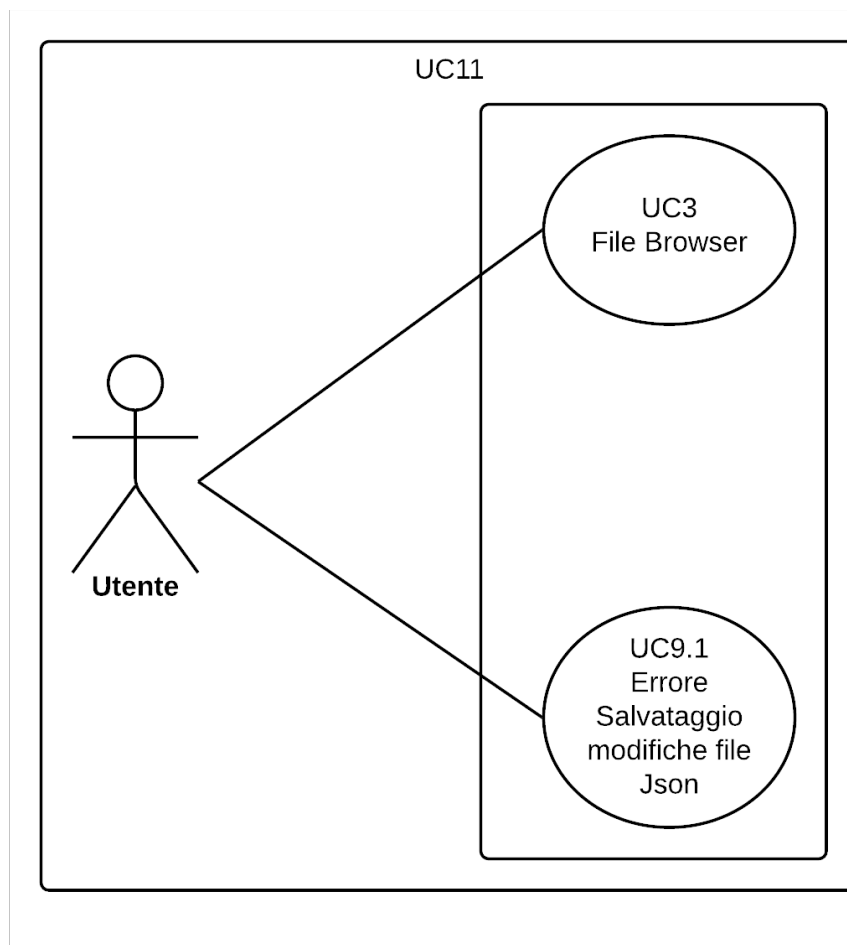 UC11
UC3
File Browser
Utente
UC9.1
Errore
Salvataggio
modifiche file
Json